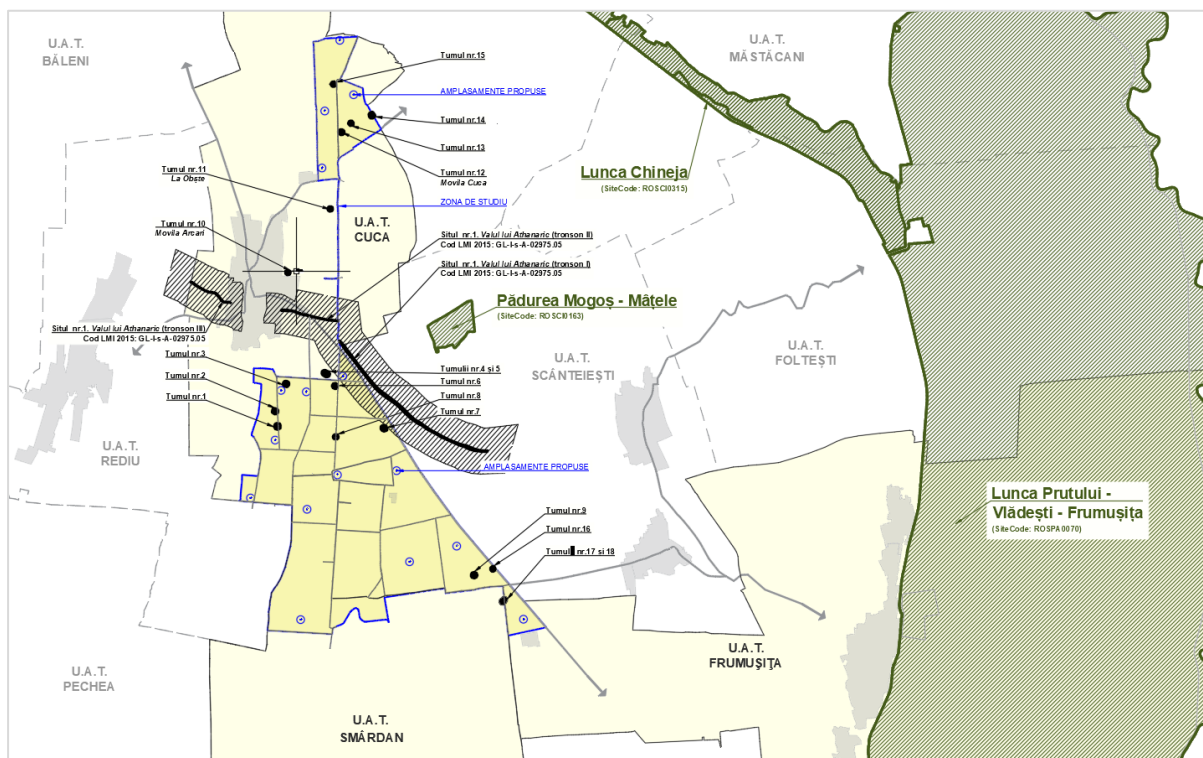 U.A.T.
BĂLENI
U.A.T.
MĂSTĂCANI
Tumul nr.15
AMPLASAMENTE PROPUSE
Tumul nr.14
Tumul nr.13
Tumul nr.12
Movila Cuca
Tumul nr.11
La Obște
Lunca Chineja
(SiteCode: ROSCI0315)
ZONA DE STUDIU
Tumul nr.10
Movila Arcari
U.A.T.
CUCA
Situl nr.1. Valul lui Athanaric (tronson II)
Cod LMI 2015: GL-I-s-A-02975.05
Situl nr.1. Valul lui Athanaric (tronson I)
Cod LMI 2015: GL-I-s-A-02975.05
Pădurea Mogoș - Mâțele
(SiteCode: ROSCI0163)
Situl nr.1. Valul lui Athanaric (tronson III)
Cod LMI 2015: GL-I-s-A-02975.05
U.A.T.
FOLTEȘTI
U.A.T.
SCÂNTEIEȘTI
Tumul nr.3
Tumulii nr.4 și 5
Tumul nr.2
Tumul nr.6
Tumul nr.1
Tumul nr.8
Tumul nr.7
U.A.T.
REDIU
AMPLASAMENTE PROPUSE
Lunca Prutului -
Vlădești - Frumușița
(SiteCode: ROSPA0070)
Tumul nr.9
Tumul nr.16
Tumul nr.17 si 18
U.A.T.
FRUMUŞIŢA
U.A.T.
PECHEA
U.A.T.
SMÂRDAN